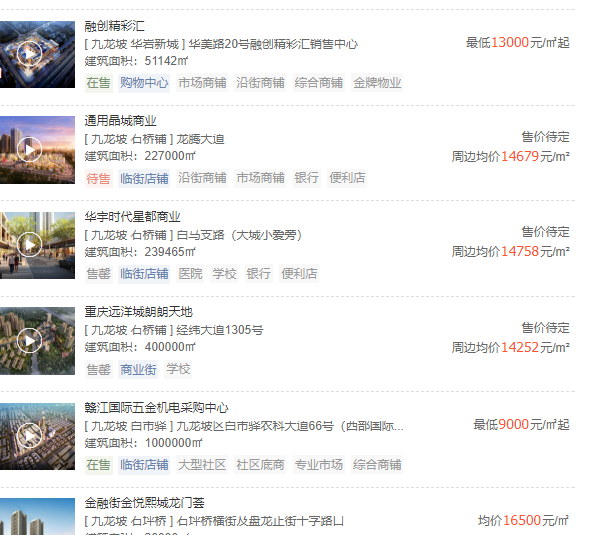 融创精彩汇
[ 九龙坡 华岩新城 ] 华美路20号融创精彩汇销售中心
最低13000元/㎡起
建筑面积：51142㎡
在售 购物中心 市场商铺 沿街商铺 综合商铺 金牌物业
通用晶城商业
[ 九龙坡 石桥铺 ] 龙腾大道
售价待定
建筑面积：227000㎡
周边均价14679元/m²
待售 临街店铺 沿街商铺 市场商铺 银行 便利店
华宇时代星都商业
[ 九龙坡 石桥铺 ] 白马支路（大城小爱旁）
售价待定
建筑面积：239465㎡
周边均价14758元/m²
售罄 临街店铺 医院 学校 银行 便利店
重庆远洋城朗朗天地
[ 九龙坡 石桥铺 ] 经纬大道1305号
售价待定
建筑面积：400000㎡
周边均价14252元/m²
售罄 商业街 学校
赣江国际五金机电采购中心
[ 九龙坡 白市驿 ] 九龙坡区白市驿农科大道66号（西部国际...
最低9000元/㎡起
建筑面积：1000000㎡
在售 临街店铺 大型社区 社区底商 专业市场 综合商铺
金融街金悦熙城龙门荟
[ 九龙坡 石坪桥 ] 石坪桥横街及盘龙正街十字路口
均价16500元/㎡